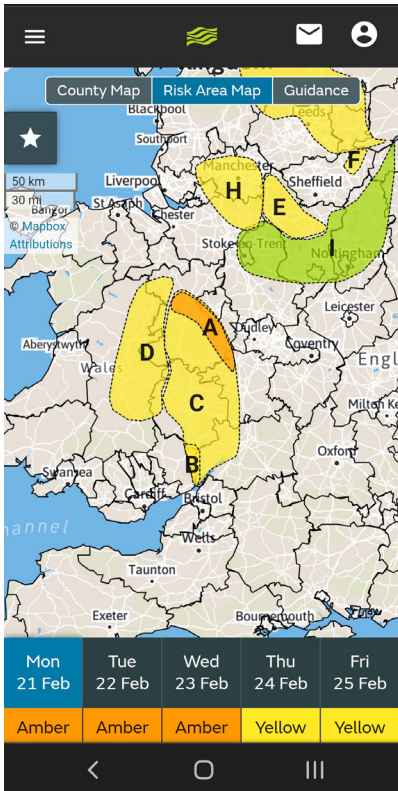 Kingdom
County Map Risk Area Map Guidance
Blackpool
Leeds
Southport
F
Manchester
50 km
Liverpool
H
Sheffield
30 mi
E
St Asaph
Bangor
Chester
© Mapbox
Attributions
Stoke-on-Trent
I
Nottingham
Leicester
A
Dudley
Aberystwyth
Coventry
D
Engl
Wales
C
Milton Ke
Oxford
B
Swansea
Cardiff
Bristol
hannel
Wells
Taunton
Exeter
Bournemouth
Mon Tue Wed Thu Fri
21 Feb 22 Feb 23 Feb 24 Feb 25 Feb
Amber Amber Amber Yellow Yellow